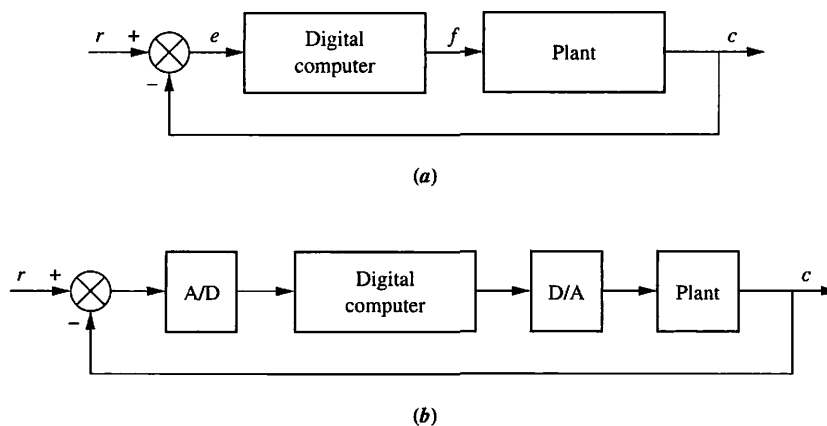 r + e Digital computer f Plant c
−
(a)
r + A/D Digital computer D/A Plant c
−
(b)